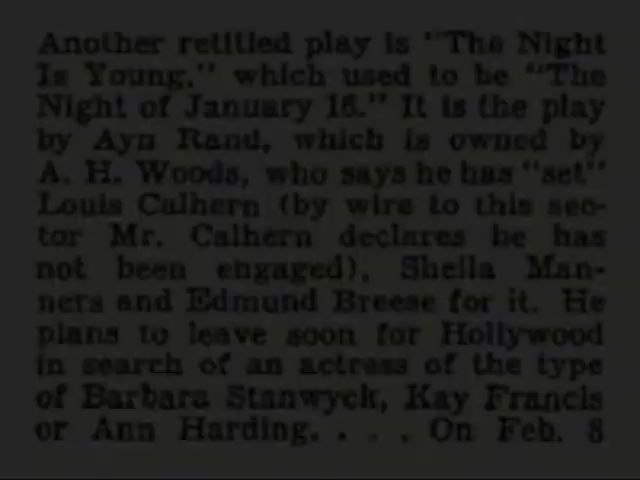 Another retitled play is "The Night
Is Young," which used to be "The
Night of January 16." It is the play
by Ayn Rand, which is owned by
A. H. Woods, who says he has "set"
Louis Calhern (by wire to this sec-
tor Mr. Calhern declares he has
not been engaged), Sheila Man-
ners and Edmund Breese for it. He
plans to leave soon for Hollywood
in search of an actress of the type
of Barbara Stanwyck, Kay Francis
or Ann Harding. . . . On Feb. 8